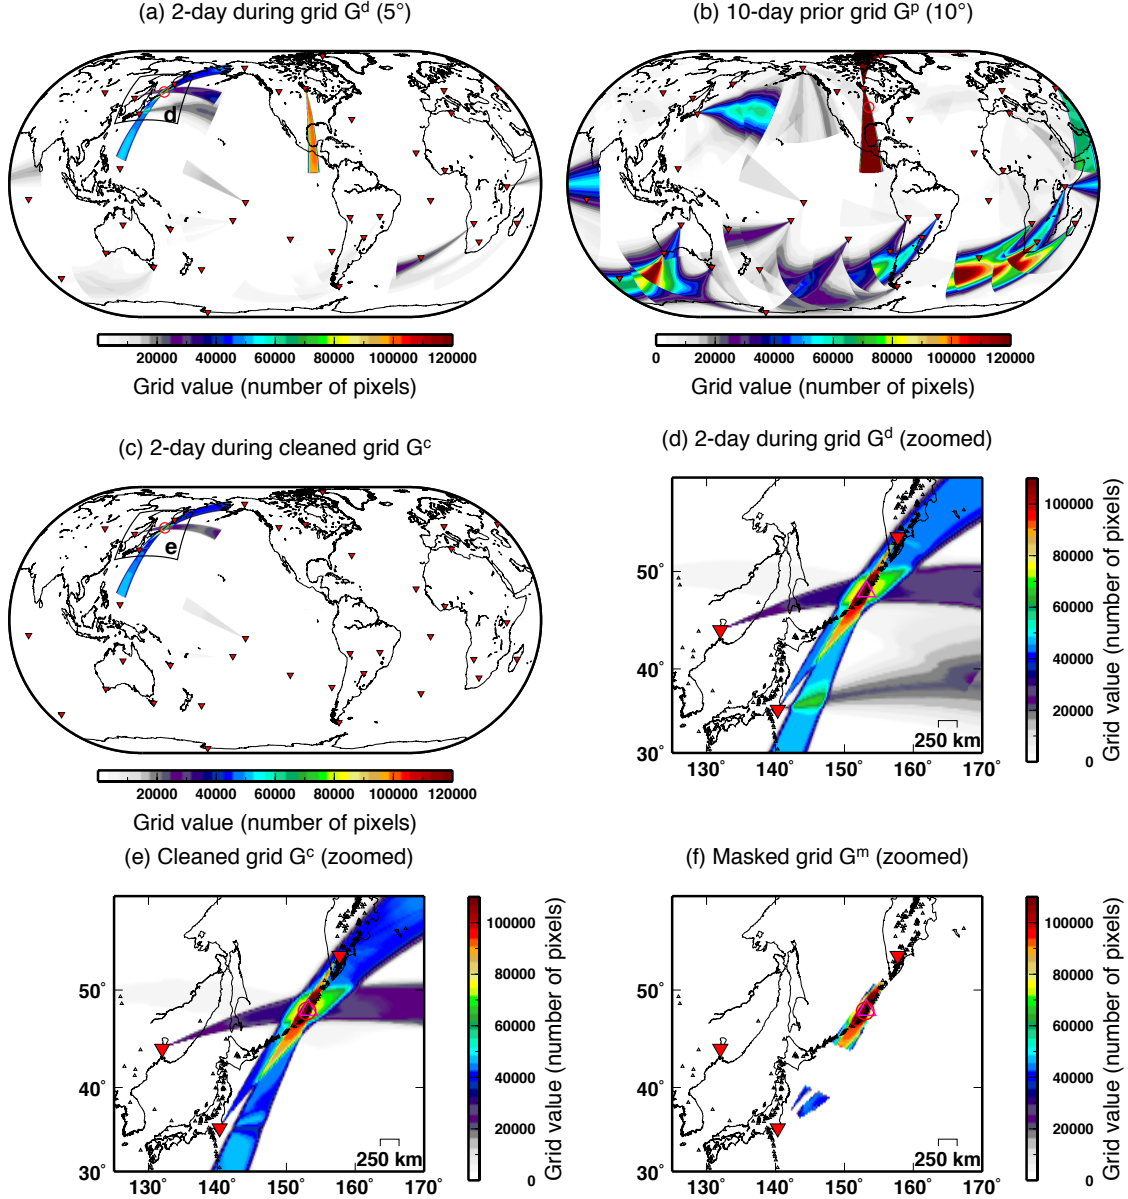 (a) 2-day during grid Gᵈ (5°)
(b) 10-day prior grid Gᵖ (10°)
d
20000 40000 60000 80000 100000 120000
Grid value (number of pixels)
0 20000 40000 60000 80000 100000 120000
Grid value (number of pixels)
(c) 2-day during cleaned grid Gᶜ
e
20000 40000 60000 80000 100000 120000
Grid value (number of pixels)
(d) 2-day during grid Gᵈ (zoomed)
50˚
40˚
30˚
130˚ 140˚ 150˚ 160˚ 170˚
250 km
100000
80000
60000
40000
20000
0
Grid value (number of pixels)
(e) Cleaned grid Gᶜ (zoomed)
50˚
40˚
30˚
130˚ 140˚ 150˚ 160˚ 170˚
250 km
100000
80000
60000
40000
20000
0
Grid value (number of pixels)
(f) Masked grid Gᵐ (zoomed)
50˚
40˚
30˚
130˚ 140˚ 150˚ 160˚ 170˚
250 km
100000
80000
60000
40000
20000
0
Grid value (number of pixels)